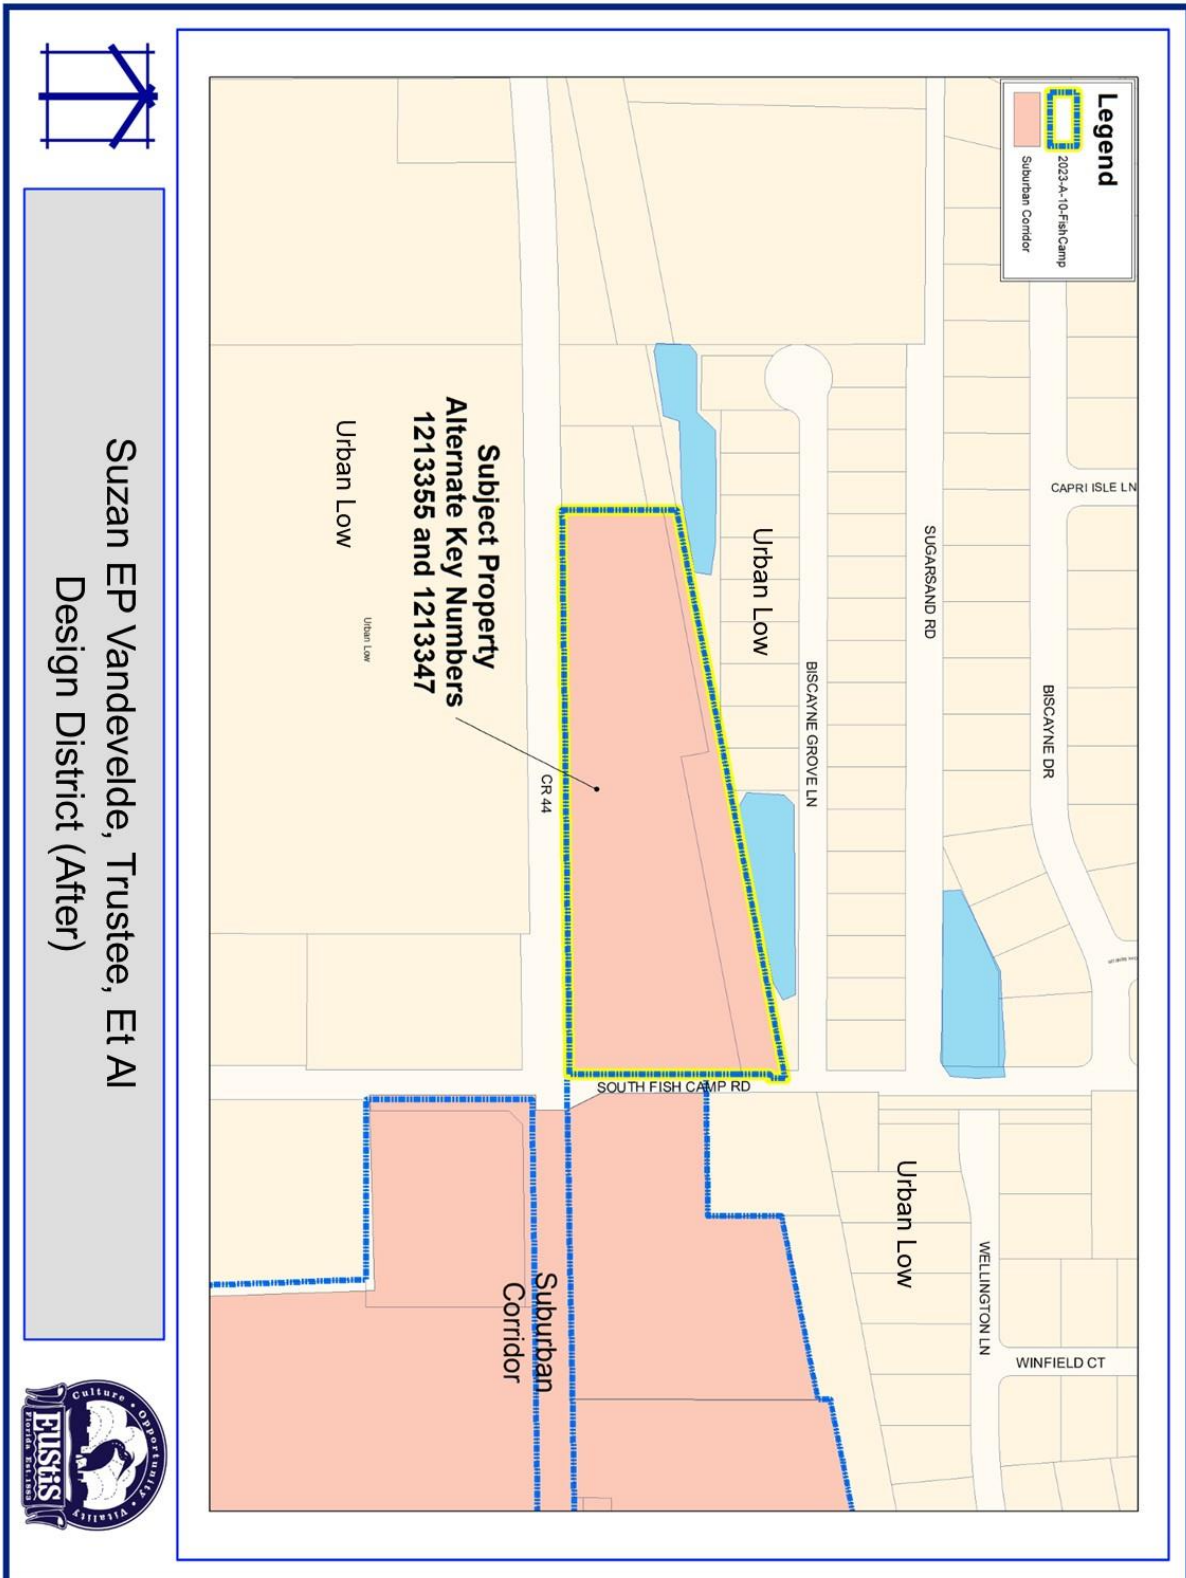 Legend
2023-A-10-FishCamp
Suburban Corridor
CAPRI ISLE LN
BISCAYNE DR
SUGARSAND RD
BISCAYNE GROVE LN
Urban Low
WINFIELD CT
WELLINGTON LN
Urban Low
Subject Property
Alternate Key Numbers
1213355 and 1213347
SOUTH FISH CAMP RD
CR 44
Urban Low
Urban Low
Suburban
Corridor
Suzan EP Vandevelde, Trustee, Et Al
Design District (After)
Culture • Opportunity • Vitality
EUSTIS
Florida Est. 1883